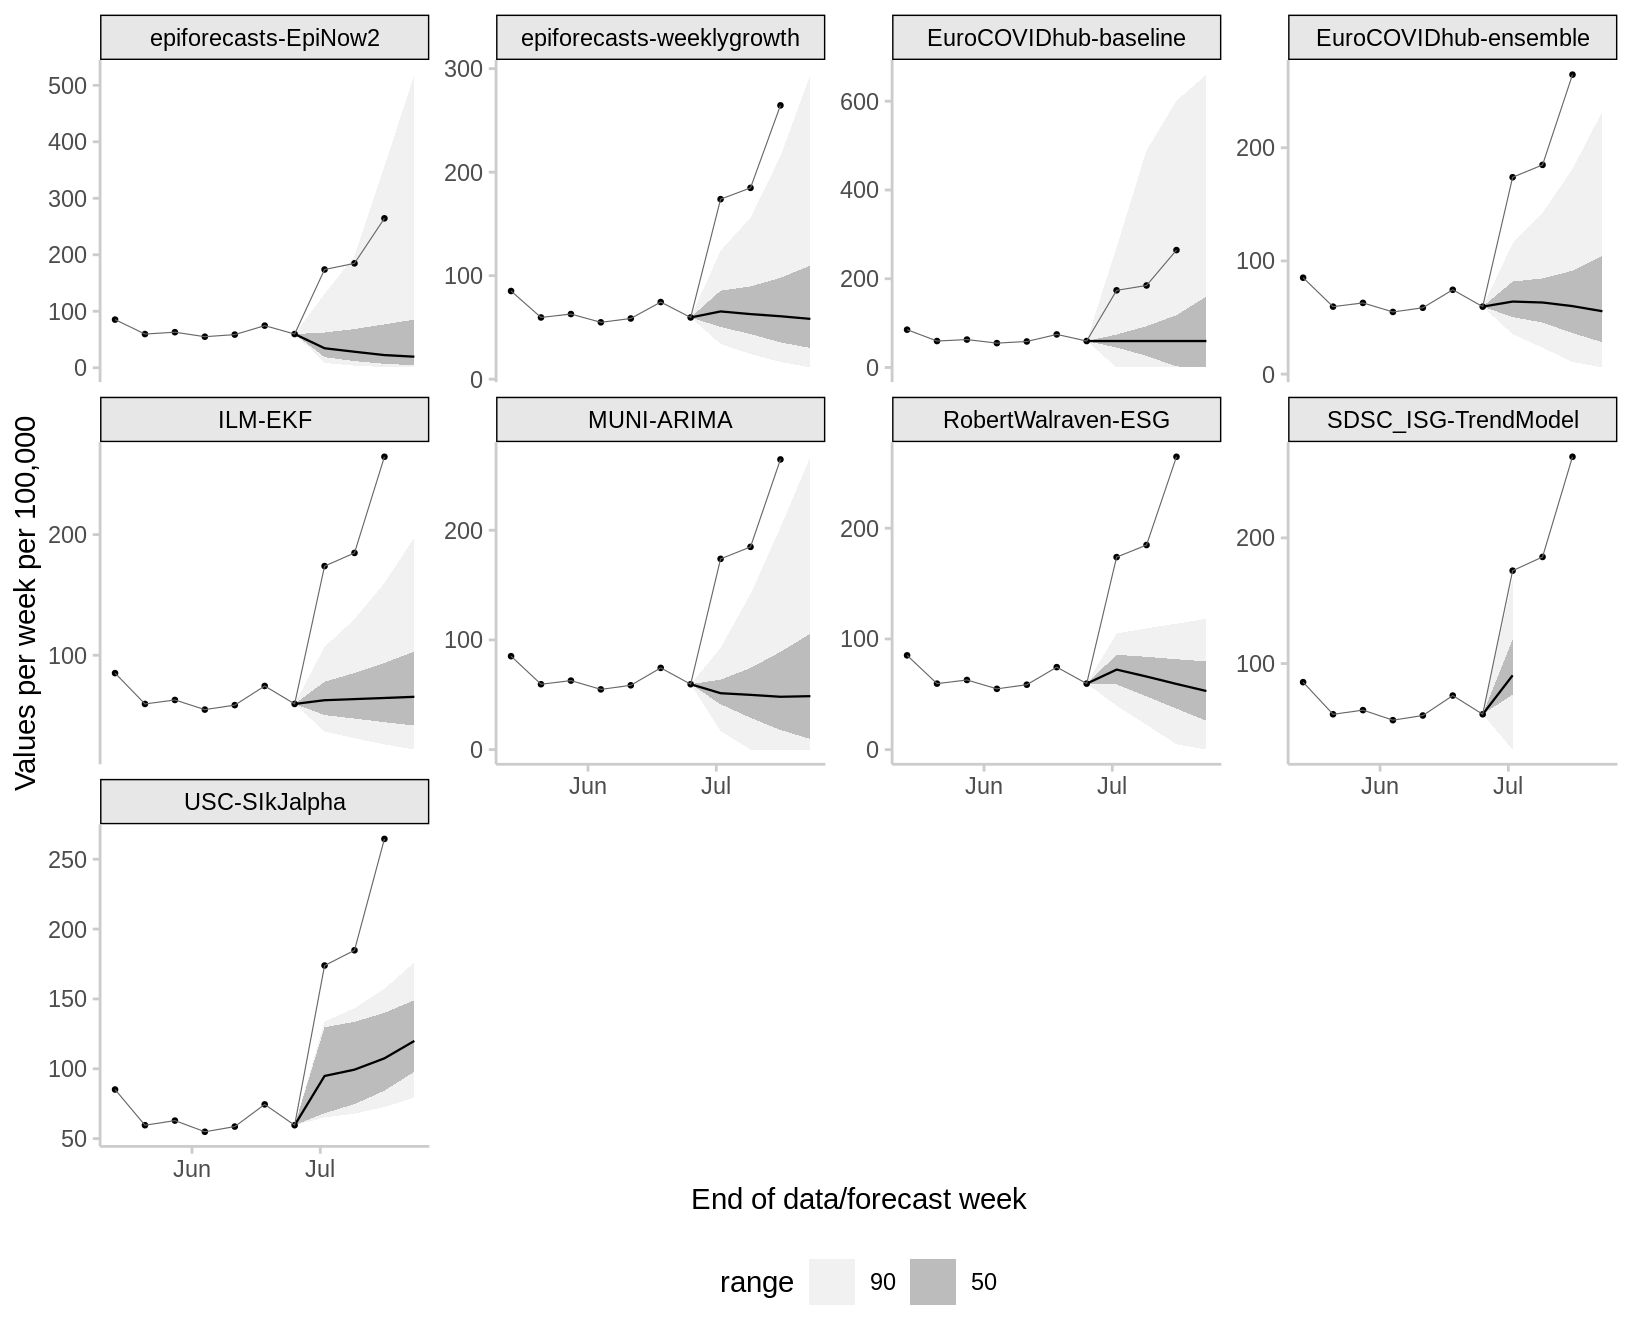 epiforecasts-EpiNow2
epiforecasts-weeklygrowth
EuroCOVIDhub-baseline
EuroCOVIDhub-ensemble
500
400
300
200
100
0
300
200
100
0
600
400
200
0
200
100
0
Values per week per 100,000
ILM-EKF
MUNI-ARIMA
RobertWalraven-ESG
SDSC_ISG-TrendModel
200
100
200
100
0
200
100
0
200
100
Jun Jul
Jun Jul
Jun Jul
USC-SIkJalpha
250
200
150
100
50
Jun Jul
End of data/forecast week
range 90 50